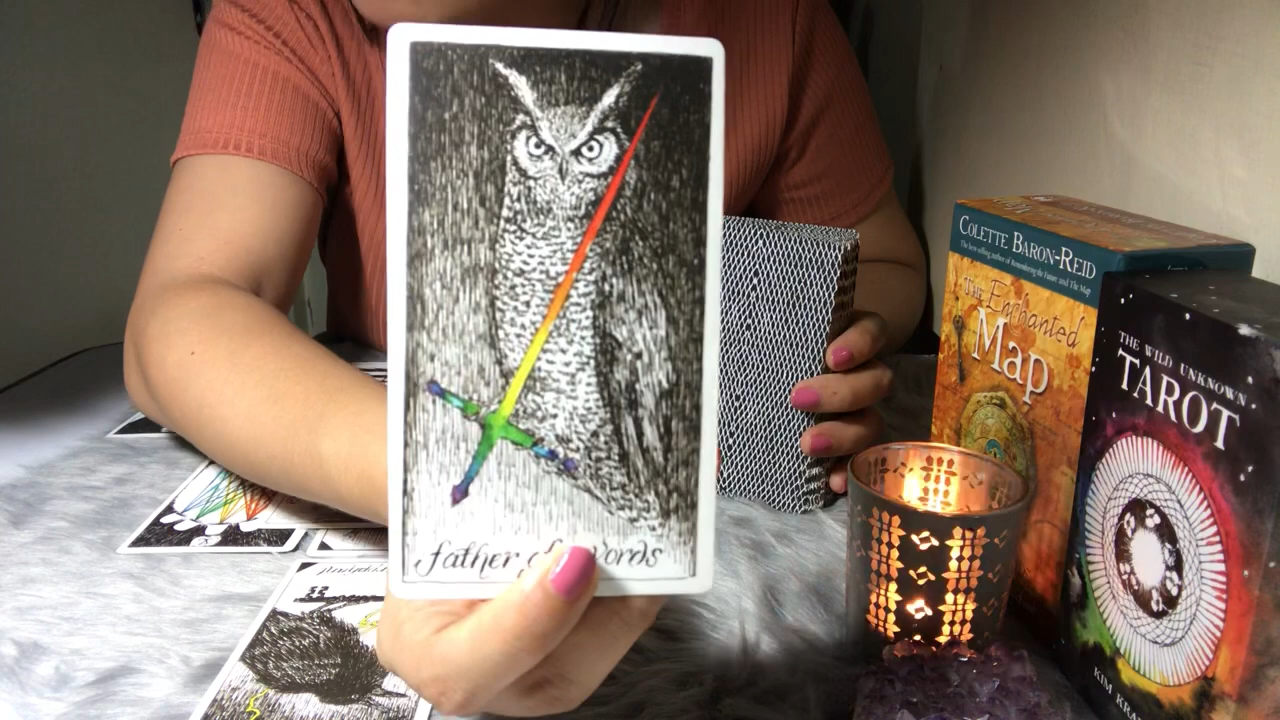 father of swords
COLETTE BARON-REID
The best-selling author of Remembering the Future and The Map
THE Enchanted
Map
THE WILD UNKNOWN
TAROT
KIM